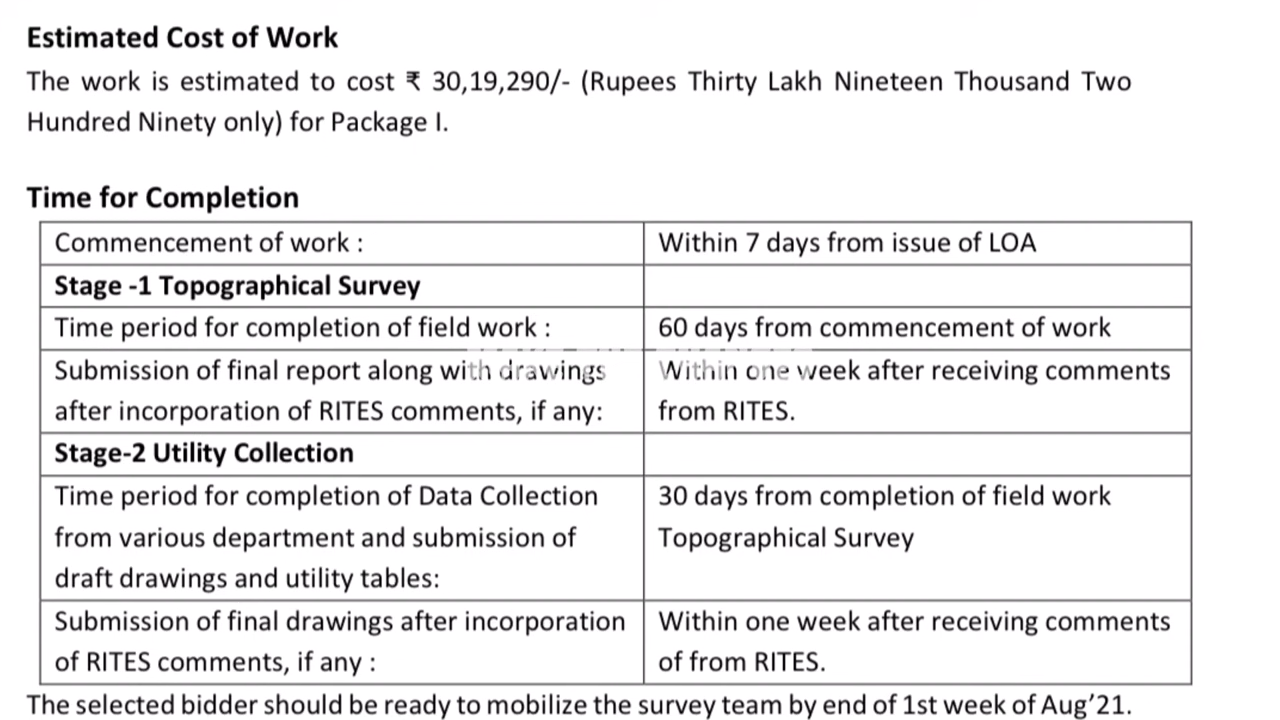 Estimated Cost of Work
The work is estimated to cost ₹ 30,19,290/- (Rupees Thirty Lakh Nineteen Thousand Two
Hundred Ninety only) for Package I.
Time for Completion
Commencement of work : Within 7 days from issue of LOA
Stage -1 Topographical Survey
Time period for completion of field work : 60 days from commencement of work
Submission of final report along with drawings Within one week after receiving comments
after incorporation of RITES comments, if any: from RITES.
Stage-2 Utility Collection
Time period for completion of Data Collection 30 days from completion of field work
from various department and submission of Topographical Survey
draft drawings and utility tables:
Submission of final drawings after incorporation Within one week after receiving comments
of RITES comments, if any : of from RITES.
The selected bidder should be ready to mobilize the survey team by end of 1st week of Aug’21.